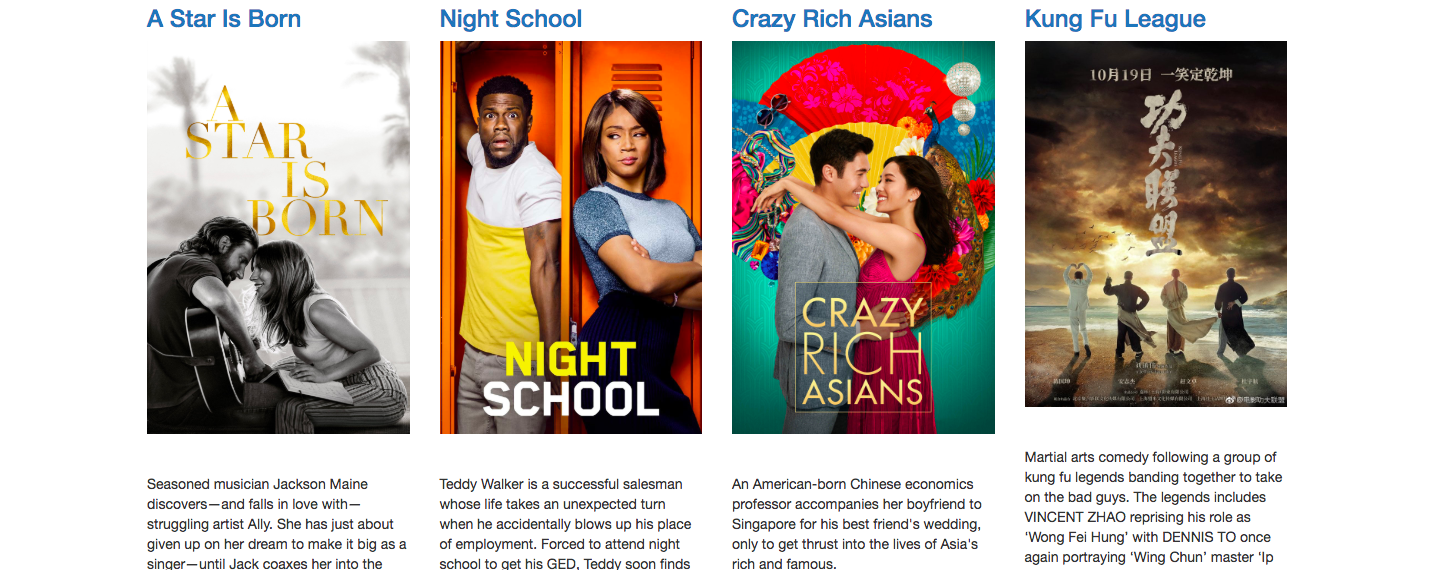 A Star Is Born
A
STAR
IS
BORN
Seasoned musician Jackson Maine
discovers—and falls in love with—
struggling artist Ally. She has just about
given up on her dream to make it big as a
singer—until Jack coaxes her into the
Night School
NIGHT
SCHOOL
Teddy Walker is a successful salesman
whose life takes an unexpected turn
when he accidentally blows up his place
of employment. Forced to attend night
school to get his GED, Teddy soon finds
Crazy Rich Asians
CRAZY
RICH
ASIANS
An American-born Chinese economics
professor accompanies her boyfriend to
Singapore for his best friend's wedding,
only to get thrust into the lives of Asia's
rich and famous.
Kung Fu League
10月19日 一笑定乾坤
功
夫
联
盟
@电影功夫联盟
Martial arts comedy following a group of
kung fu legends banding together to take
on the bad guys. The legends includes
VINCENT ZHAO reprising his role as
‘Wong Fei Hung’ with DENNIS TO once
again portraying ‘Wing Chun’ master ‘Ip